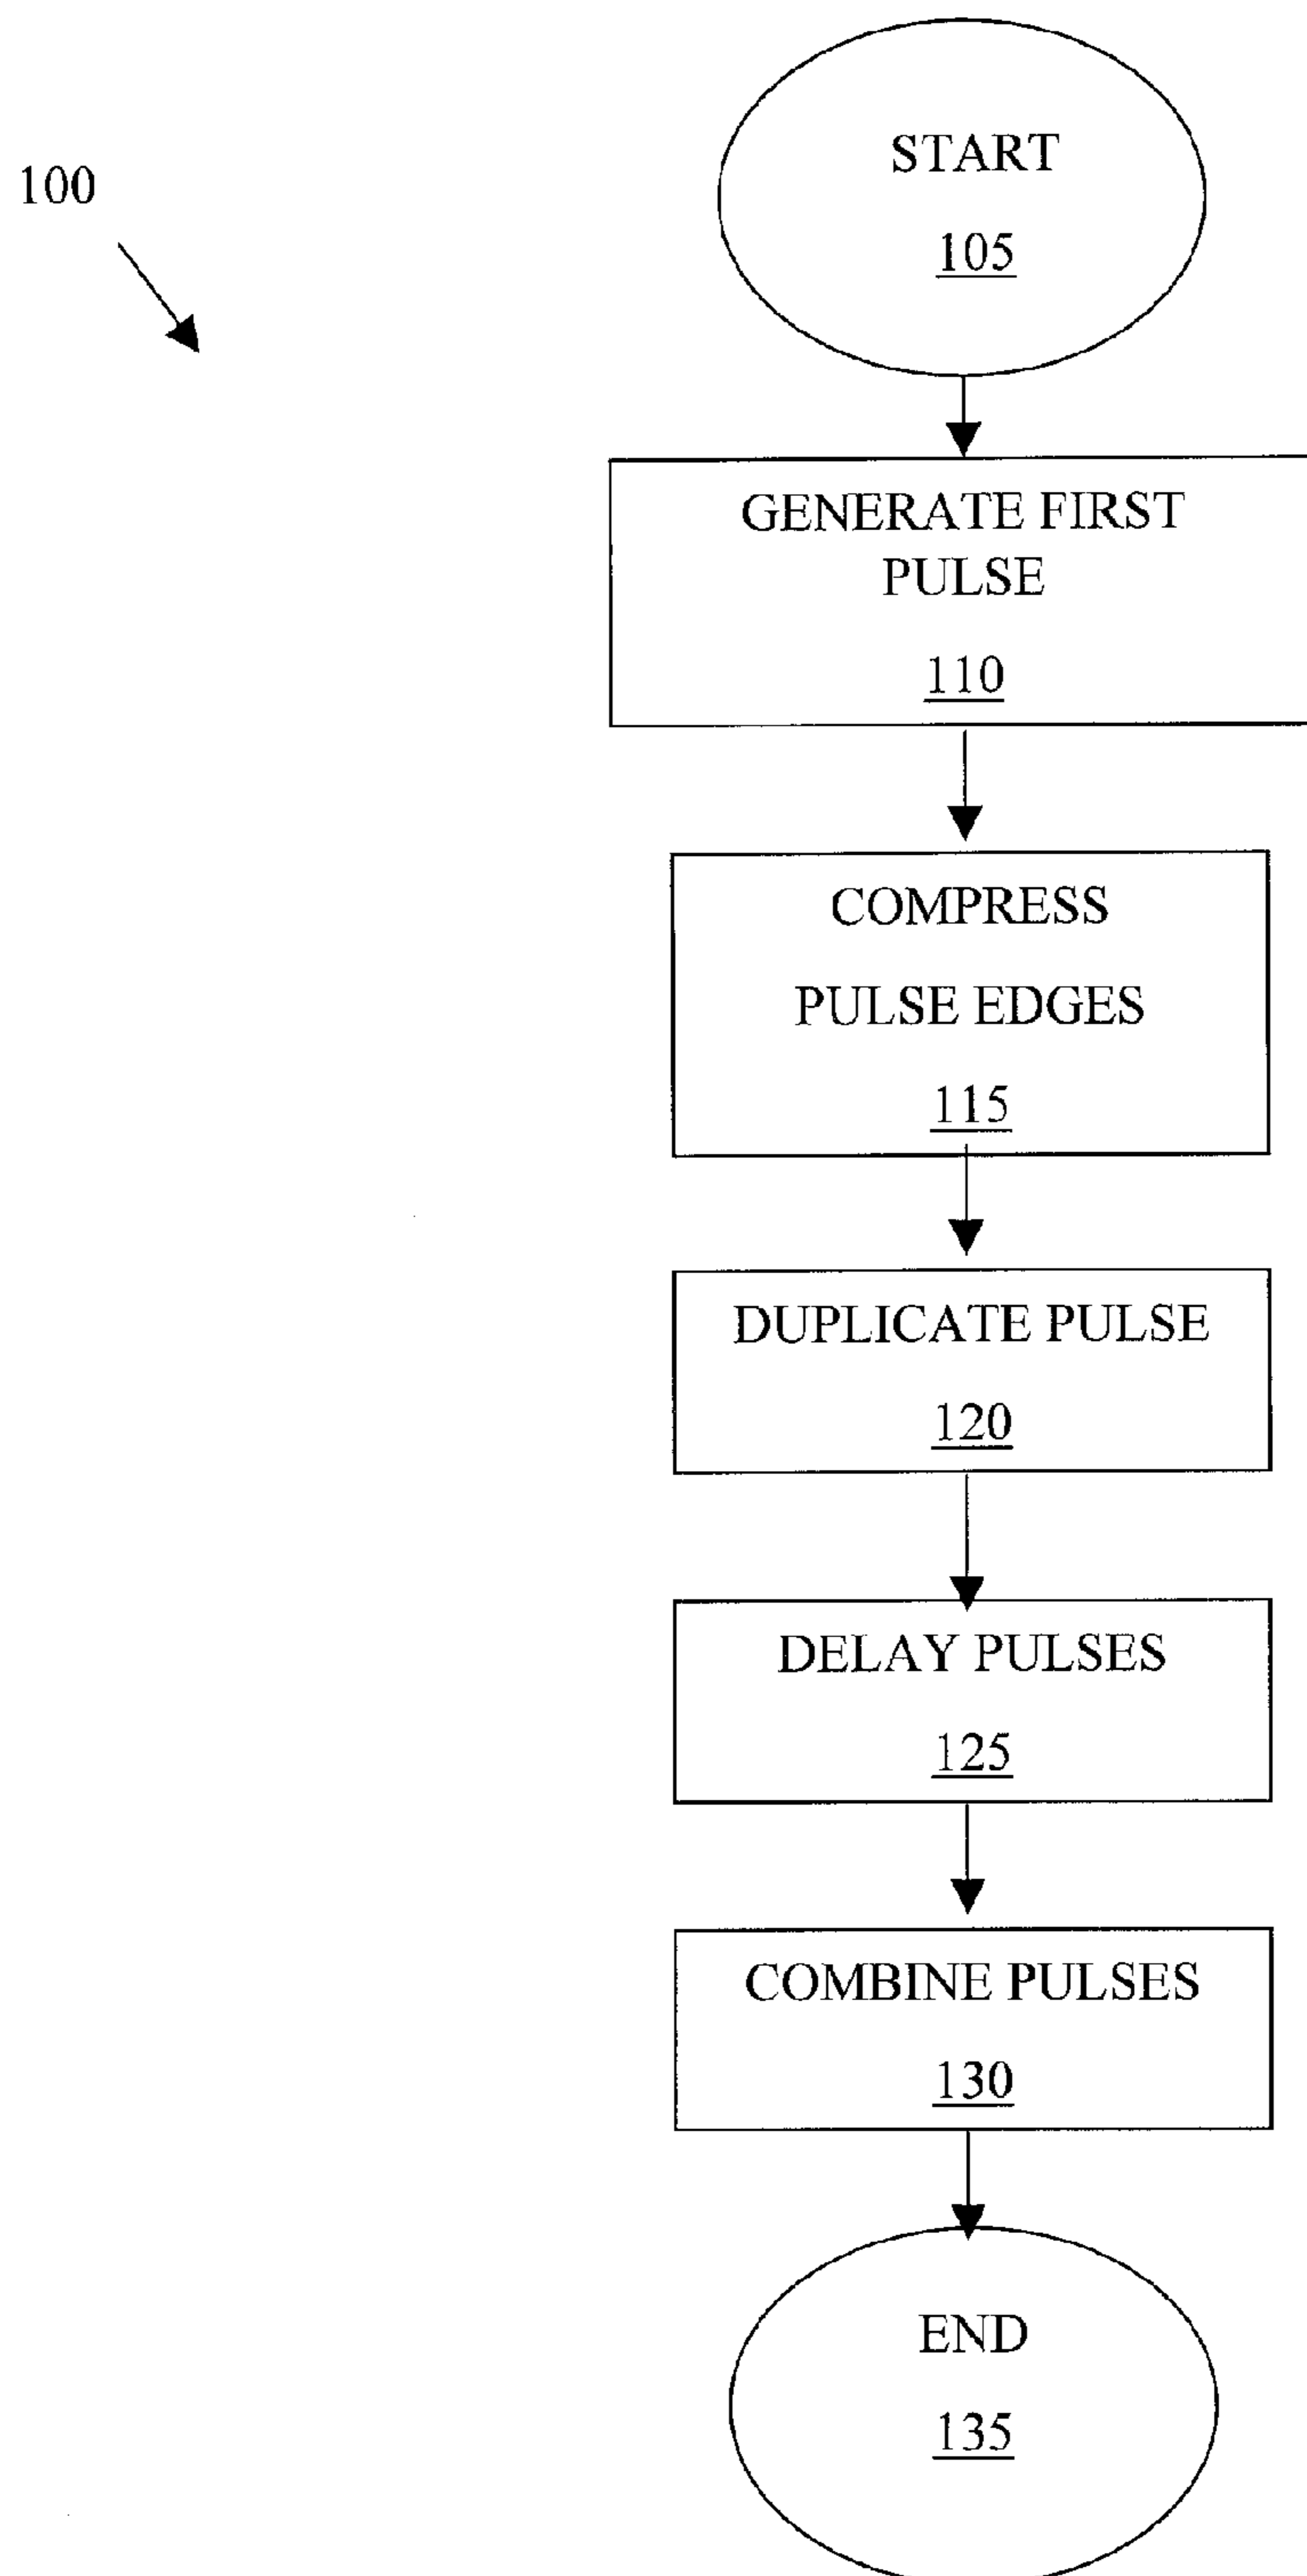 100
START
105
GENERATE FIRST
PULSE
110
COMPRESS
PULSE EDGES
115
DUPLICATE PULSE
120
DELAY PULSES
125
COMBINE PULSES
130
END
135